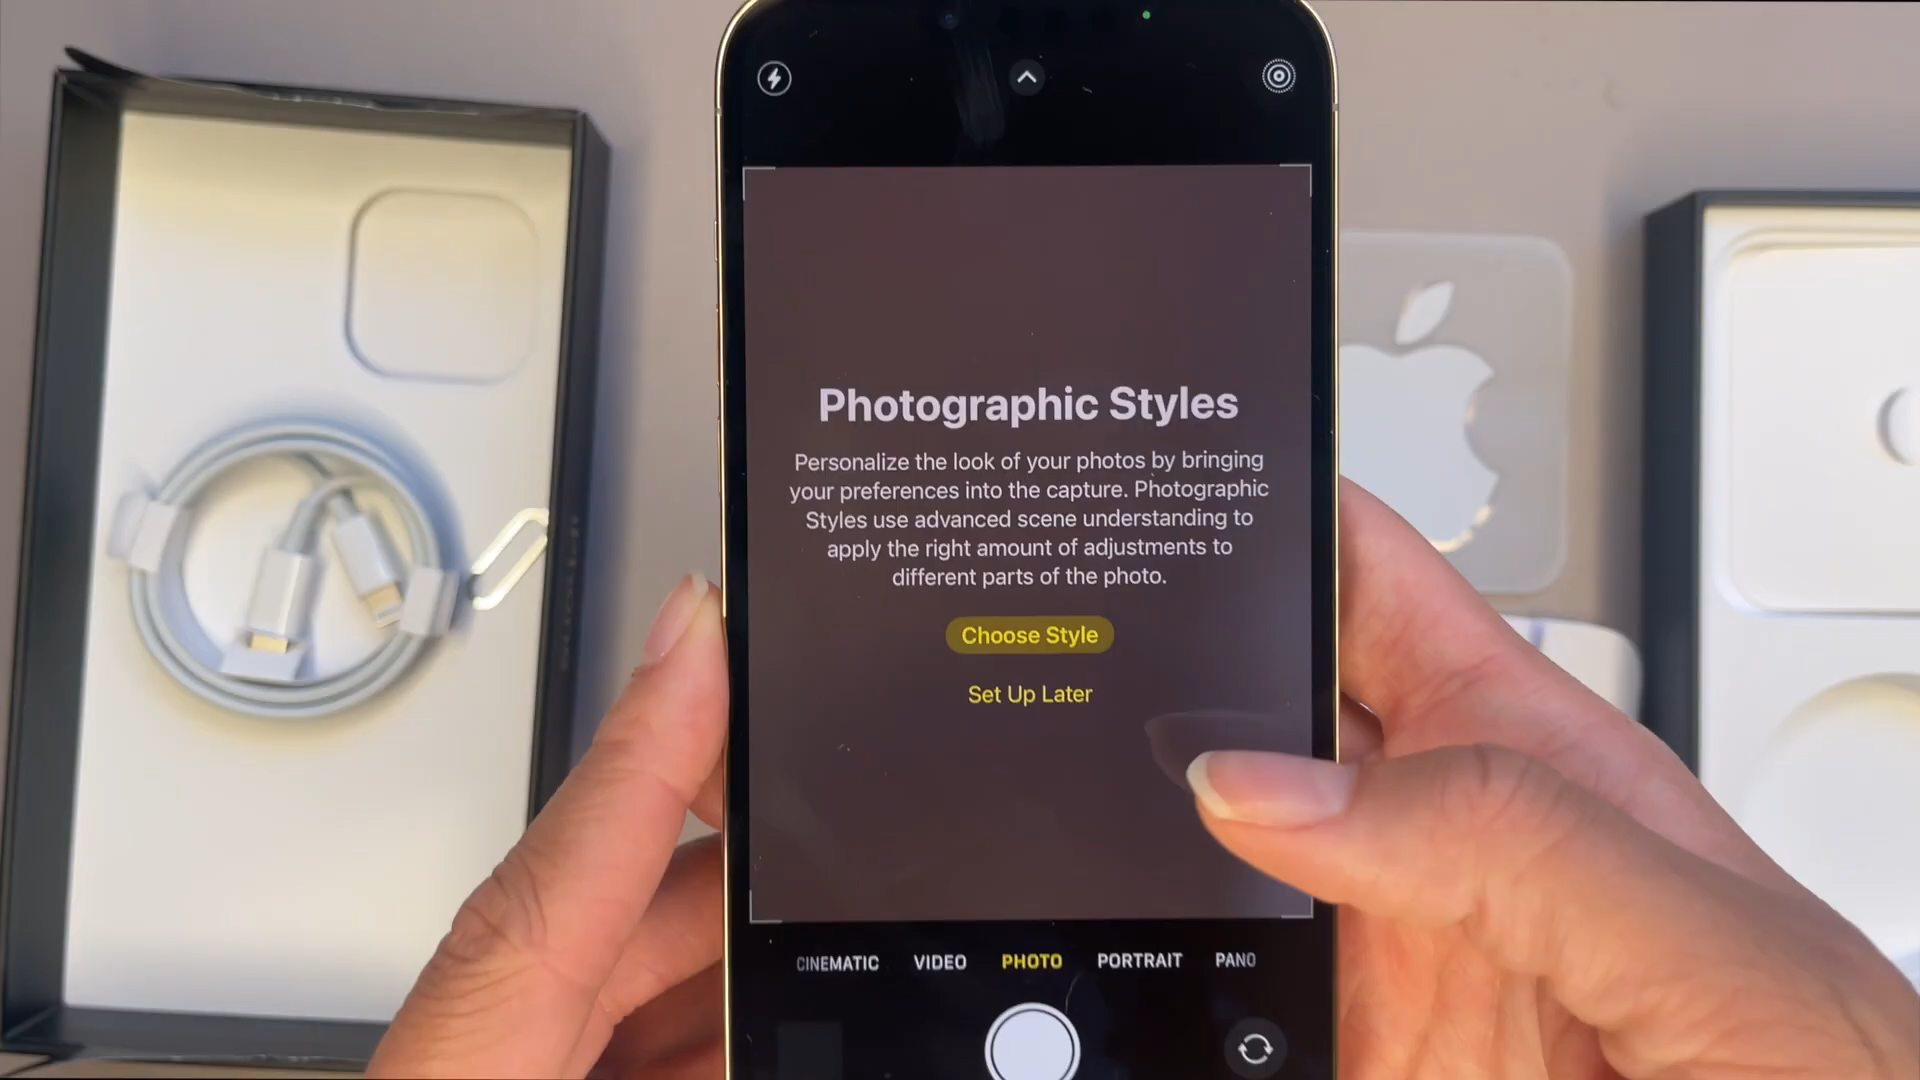 Photographic Styles
Personalize the look of your photos by bringing
your preferences into the capture. Photographic
Styles use advanced scene understanding to
apply the right amount of adjustments to
different parts of the photo.
Choose Style
Set Up Later
CINEMATIC VIDEO PHOTO PORTRAIT PANO